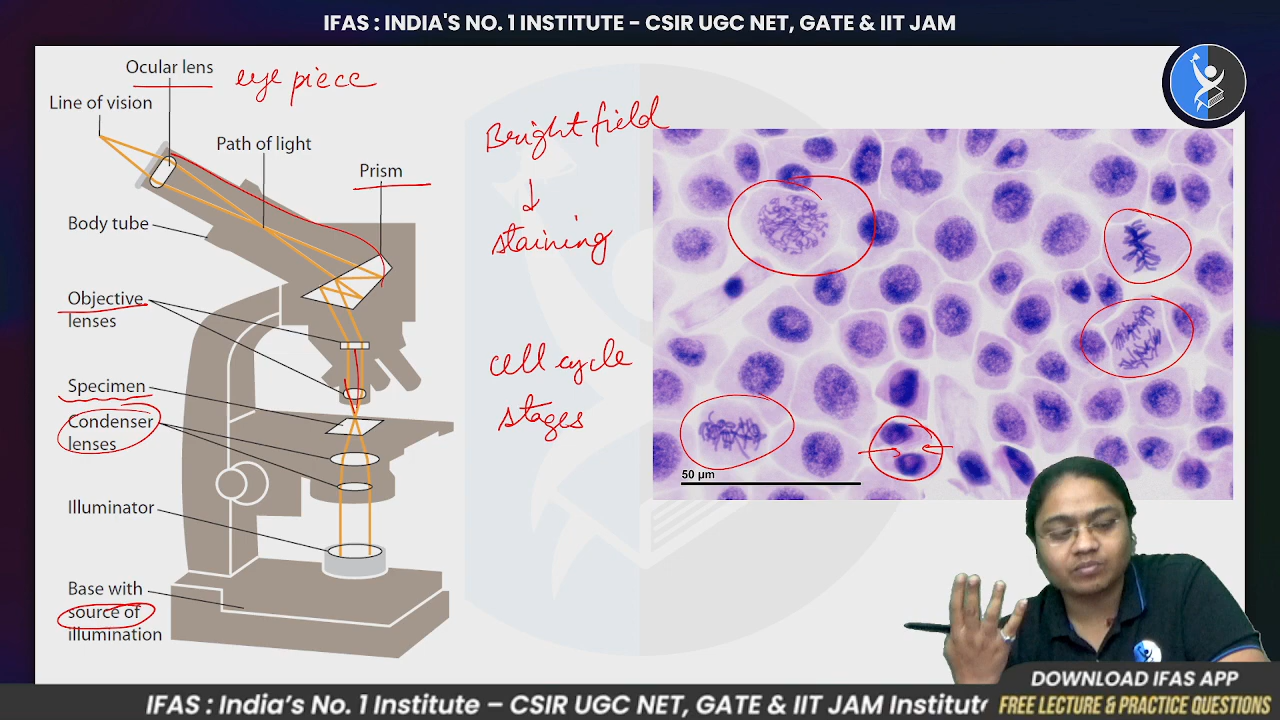 IFAS : INDIA'S NO. 1 INSTITUTE - CSIR UGC NET, GATE & IIT JAM
Ocular lens
eye piece
Line of vision
Path of light
Prism
Body tube
Objective
lenses
Specimen
Condenser
lenses
Illuminator
Base with
source of
illumination
Bright field
staining
cell cycle
stages
50 µm
DOWNLOAD IFAS APP
IFAS : India's No. 1 Institute – CSIR UGC NET, GATE & IIT JAM Institute
FREE LECTURE & PRACTICE QUESTIONS